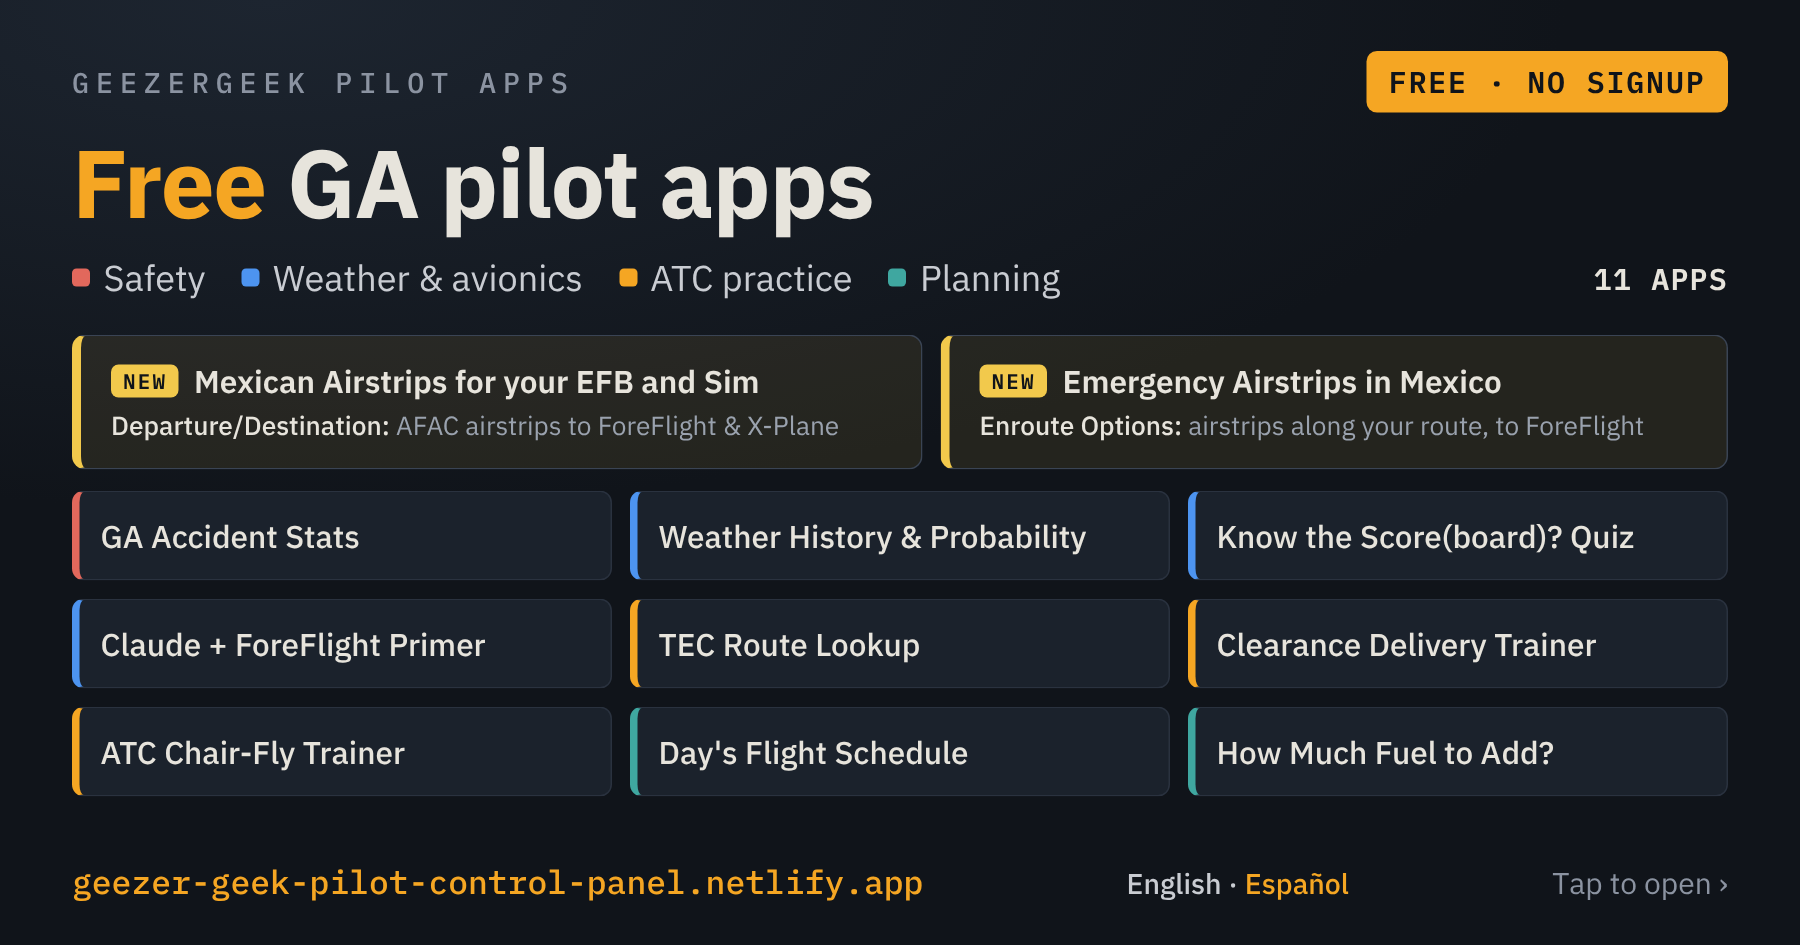 GEEZERGEEK PILOT APPS
FREE · NO SIGNUP
Free GA pilot apps
Safety Weather & avionics ATC practice Planning
11 APPS
NEW Mexican Airstrips for your EFB and Sim
Departure/Destination: AFAC airstrips to ForeFlight & X-Plane
NEW Emergency Airstrips in Mexico
Enroute Options: airstrips along your route, to ForeFlight
GA Accident Stats
Weather History & Probability
Know the Score(board)? Quiz
Claude + ForeFlight Primer
TEC Route Lookup
Clearance Delivery Trainer
ATC Chair-Fly Trainer
Day's Flight Schedule
How Much Fuel to Add?
geezer-geek-pilot-control-panel.netlify.app
English · Español
Tap to open ›